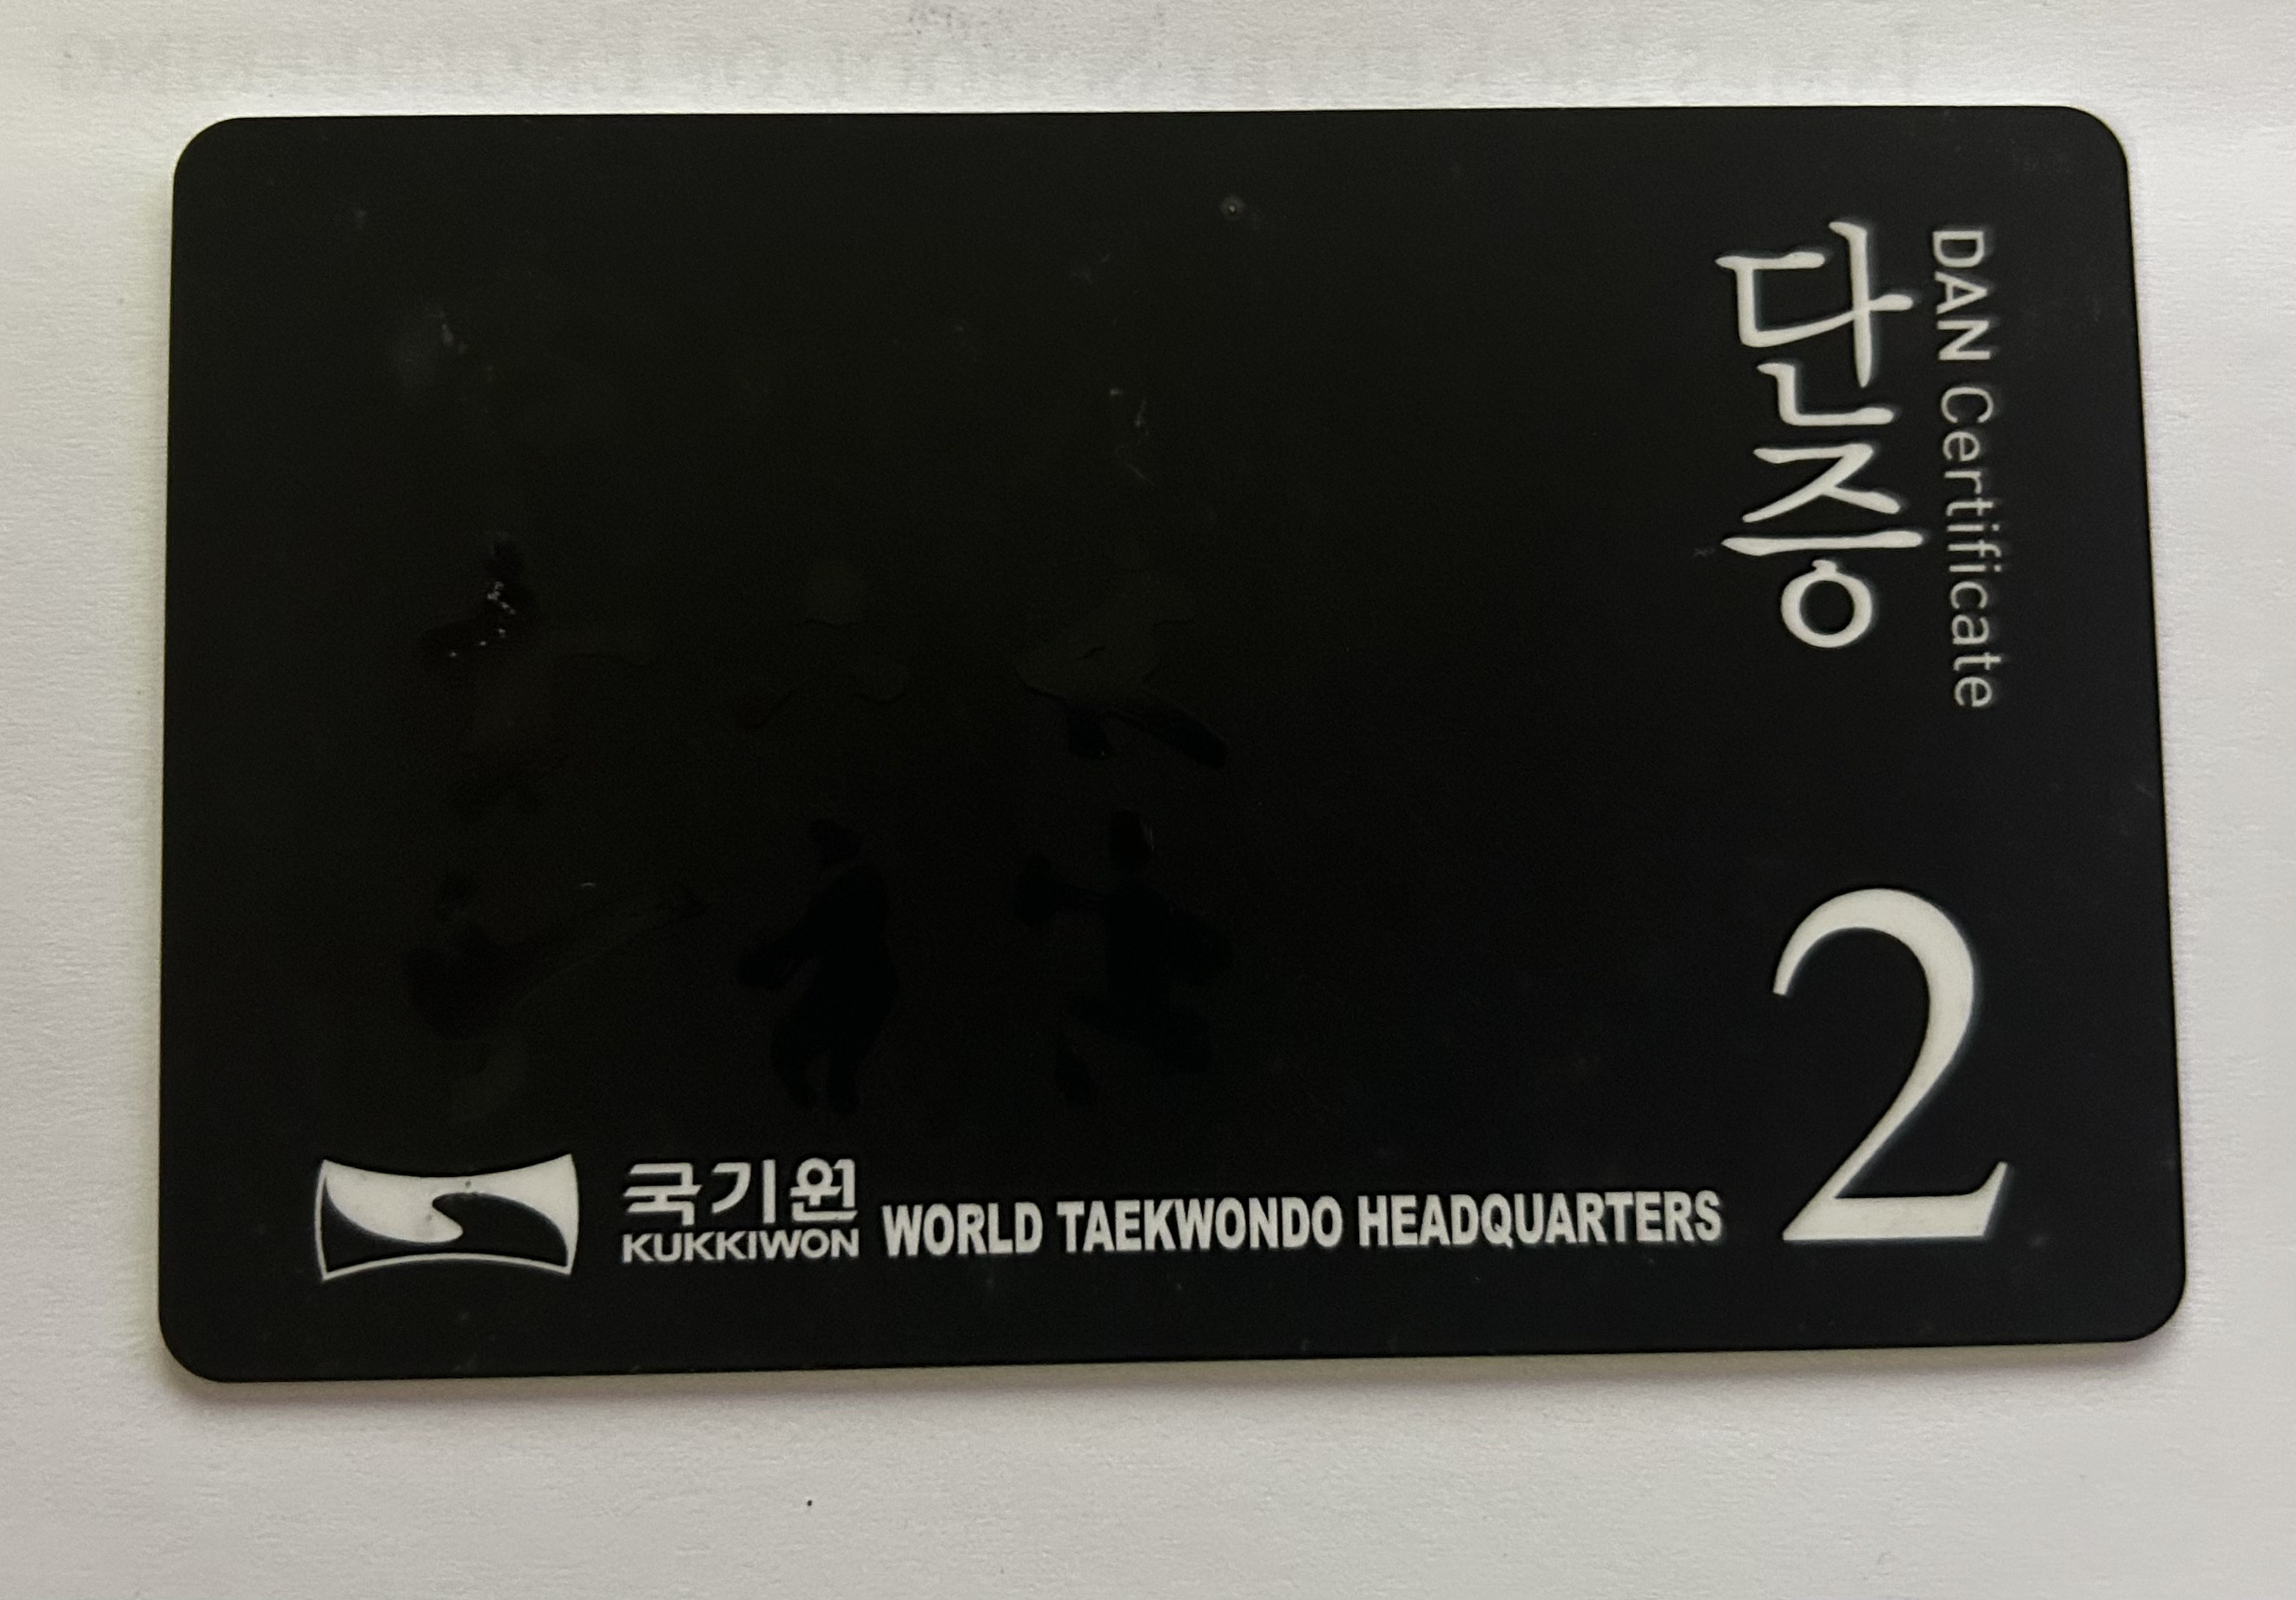 DAN Certificate
단증
2
국기원
KUKKIWON WORLD TAEKWONDO HEADQUARTERS